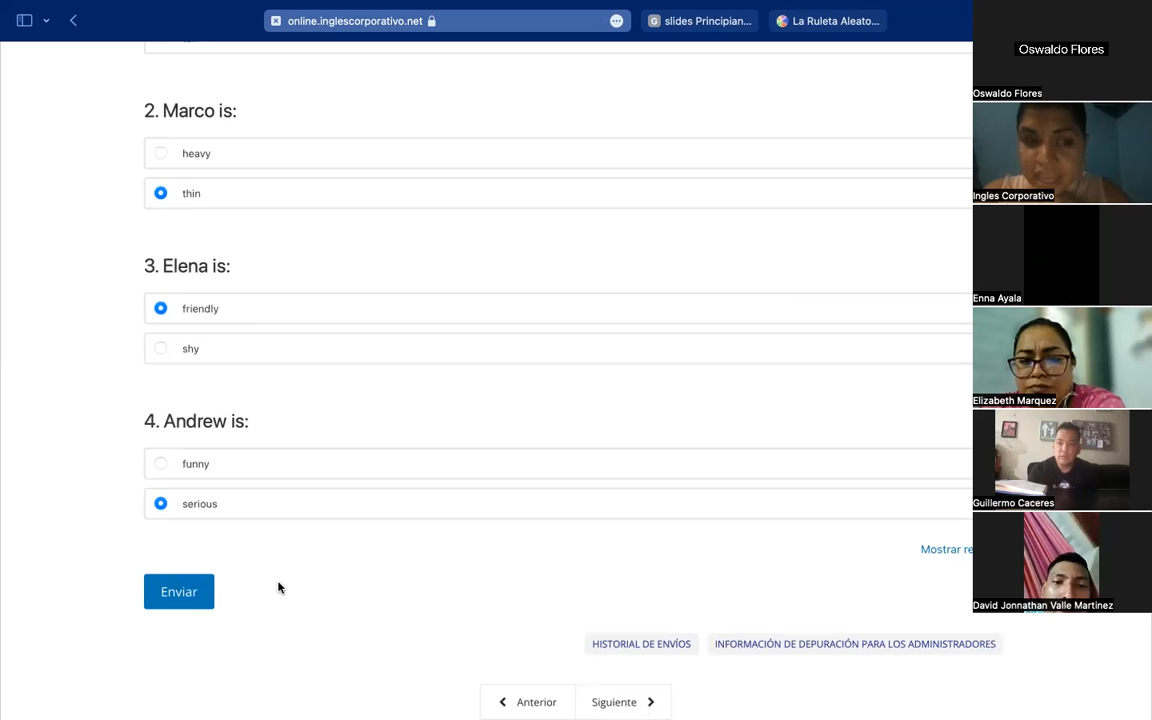 online.inglescorporativo.net
slides Principian...
La Ruleta Aleato...
2. Marco is:
heavy
thin
3. Elena is:
friendly
shy
4. Andrew is:
funny
serious
Mostrar re
Enviar
HISTORIAL DE ENVÍOS
INFORMACIÓN DE DEPURACIÓN PARA LOS ADMINISTRADORES
Anterior
Siguiente
Oswaldo Flores
Oswaldo Flores
Ingles Corporativo
Enna Ayala
Elizabeth Marquez
Guillermo Caceres
David Jonnathan Valle Martinez